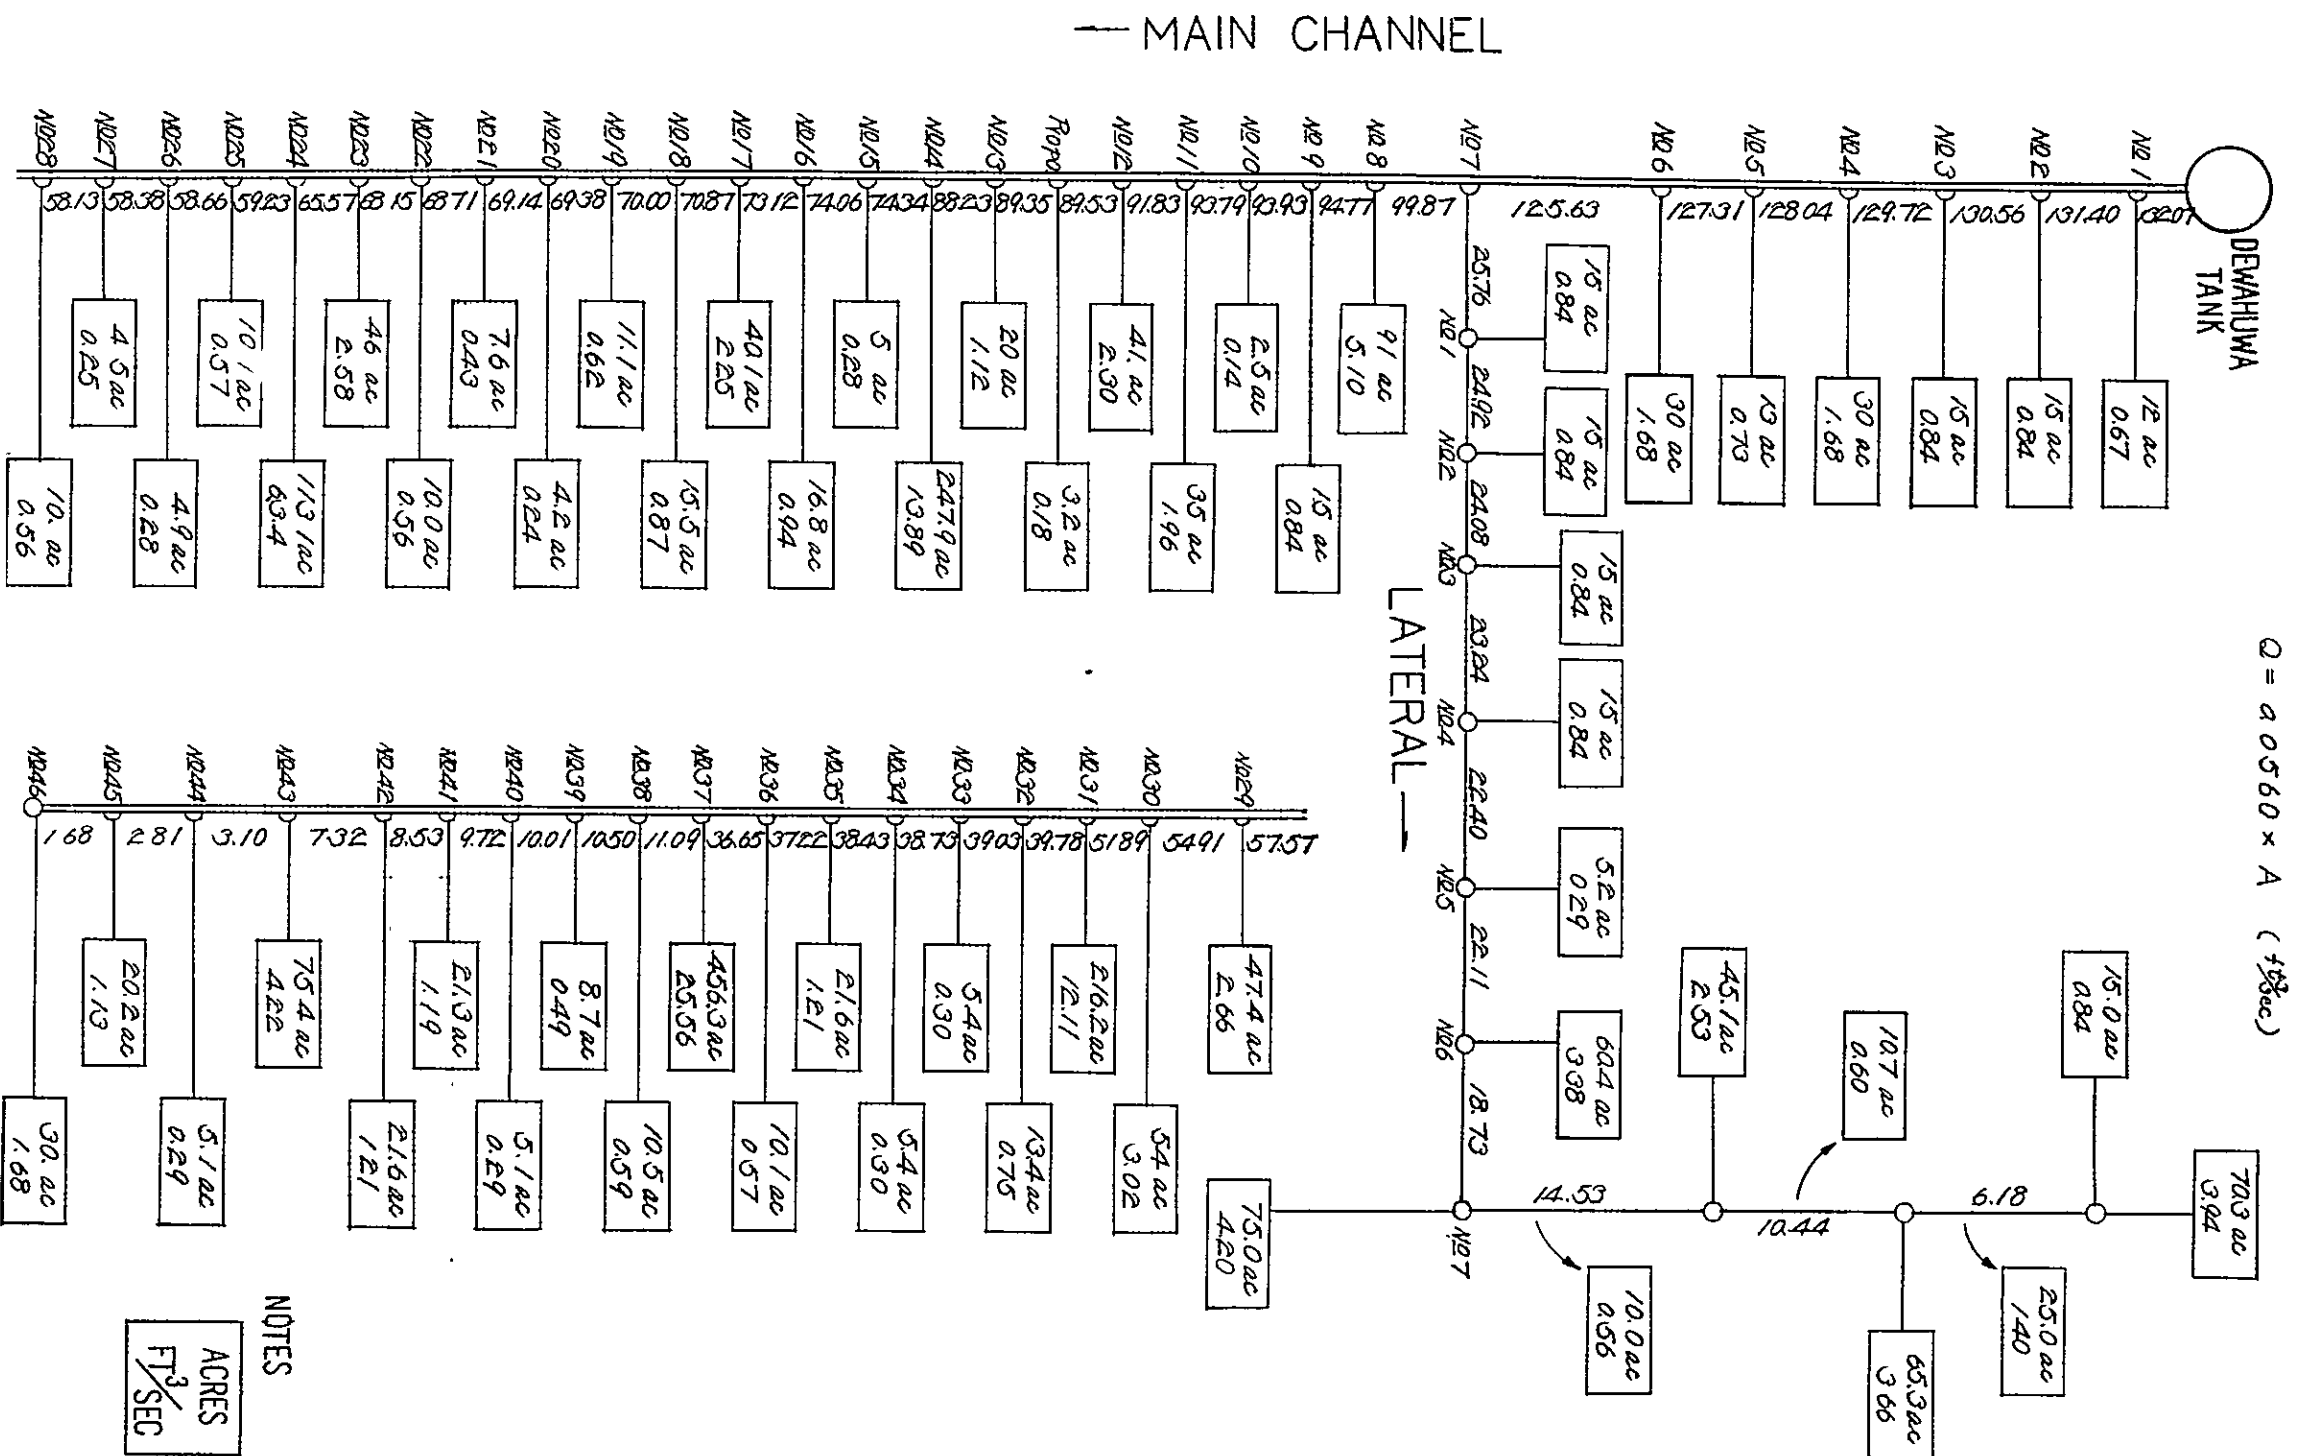 ← MAIN CHANNEL
DEWAHUWA
TANK
Q = 0.0560 × A (ft³/sec)
No.1
No.2
No.3
No.4
No.5
No.6
No.7
No.8
No.9
No.10
No.11
No.12
Propo
No.13
No.14
No.15
No.16
No.17
No.18
No.19
No.20
No.21
No.22
No.23
No.24
No.25
No.26
No.27
No.28
132.07
131.40
130.56
129.72
128.04
127.31
125.63
99.87
94.77
93.93
93.79
91.83
89.53
89.35
88.23
74.34
74.06
73.12
70.87
70.00
69.38
69.14
68.71
68.15
65.57
59.23
58.66
58.38
58.13
12 ac
0.67
15 ac
0.84
15 ac
0.84
30 ac
1.68
13 ac
0.73
30 ac
1.68
91 ac
5.10
15 ac
0.84
2.5 ac
0.14
35 ac
1.96
41. ac
2.30
3.2 ac
0.18
20 ac
1.12
247.9 ac
13.89
5 ac
0.28
16.8 ac
0.94
40.1 ac
2.25
15.5 ac
0.87
11.1 ac
0.62
4.2 ac
0.24
7.6 ac
0.43
10.0 ac
0.56
46 ac
2.58
113.1 ac
63.4
10.1 ac
0.57
4.9 ac
0.28
4.5 ac
0.25
10. ac
0.56
LATERAL →
25.76
No.1
24.92
No.2
24.08
No.3
23.24
No.4
22.40
No.5
22.11
No.6
18.73
No.7
15 ac
0.84
15 ac
0.84
15 ac
0.84
15 ac
0.84
5.2 ac
0.29
60.4 ac
3.38
75.0 ac
4.20
14.53
10.0 ac
0.56
45.1 ac
2.53
10.44
10.7 ac
0.60
65.3 ac
3.66
6.18
25.0 ac
1.40
15.0 ac
0.84
70.3 ac
3.94
No.29
No.30
No.31
No.32
No.33
No.34
No.35
No.36
No.37
No.38
No.39
No.40
No.41
No.42
No.43
No.44
No.45
No.46
57.57
54.91
51.89
39.78
39.03
38.73
38.43
37.22
36.65
11.09
10.50
10.01
9.72
8.53
7.32
3.10
2.81
1.68
47.4 ac
2.66
54 ac
3.02
216.2 ac
12.11
13.4 ac
0.75
5.4 ac
0.30
5.4 ac
0.30
21.6 ac
1.21
10.1 ac
0.57
456.3 ac
25.56
10.5 ac
0.59
8.7 ac
0.49
5.1 ac
0.29
21.3 ac
1.19
21.6 ac
1.21
75.4 ac
4.22
5.1 ac
0.29
20.2 ac
1.13
30. ac
1.68
NOTES
ACRES
FT³/SEC